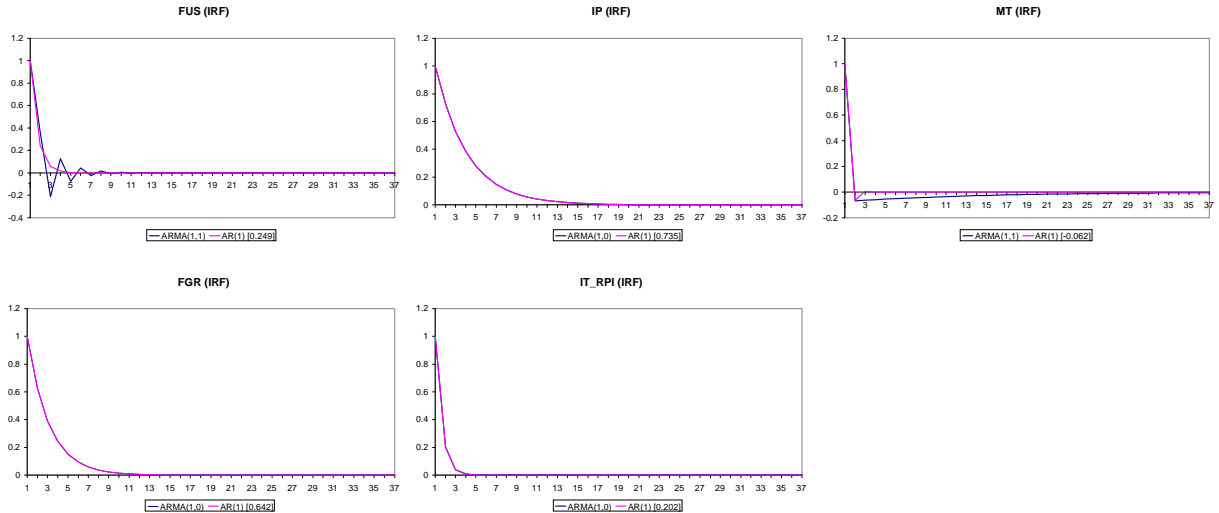 FUS (IRF)
1.2
1
0.8
0.6
0.4
0.2
0
-0.2
-0.4
1 3 5 7 9 11 13 15 17 19 21 23 25 27 29 31 33 35 37
ARMA(1,1) AR(1) [0.249]
IP (IRF)
1.2
1
0.8
0.6
0.4
0.2
0
1 3 5 7 9 11 13 15 17 19 21 23 25 27 29 31 33 35 37
ARMA(1,0) AR(1) [0.735]
MT (IRF)
1.2
1
0.8
0.6
0.4
0.2
0
-0.2
1 3 5 7 9 11 13 15 17 19 21 23 25 27 29 31 33 35 37
ARMA(1,1) AR(1) [-0.062]
FGR (IRF)
1.2
1
0.8
0.6
0.4
0.2
0
1 3 5 7 9 11 13 15 17 19 21 23 25 27 29 31 33 35 37
ARMA(1,0) AR(1) [0.642]
IT_RPI (IRF)
1.2
1
0.8
0.6
0.4
0.2
0
1 3 5 7 9 11 13 15 17 19 21 23 25 27 29 31 33 35 37
ARMA(1,0) AR(1) [0.202]